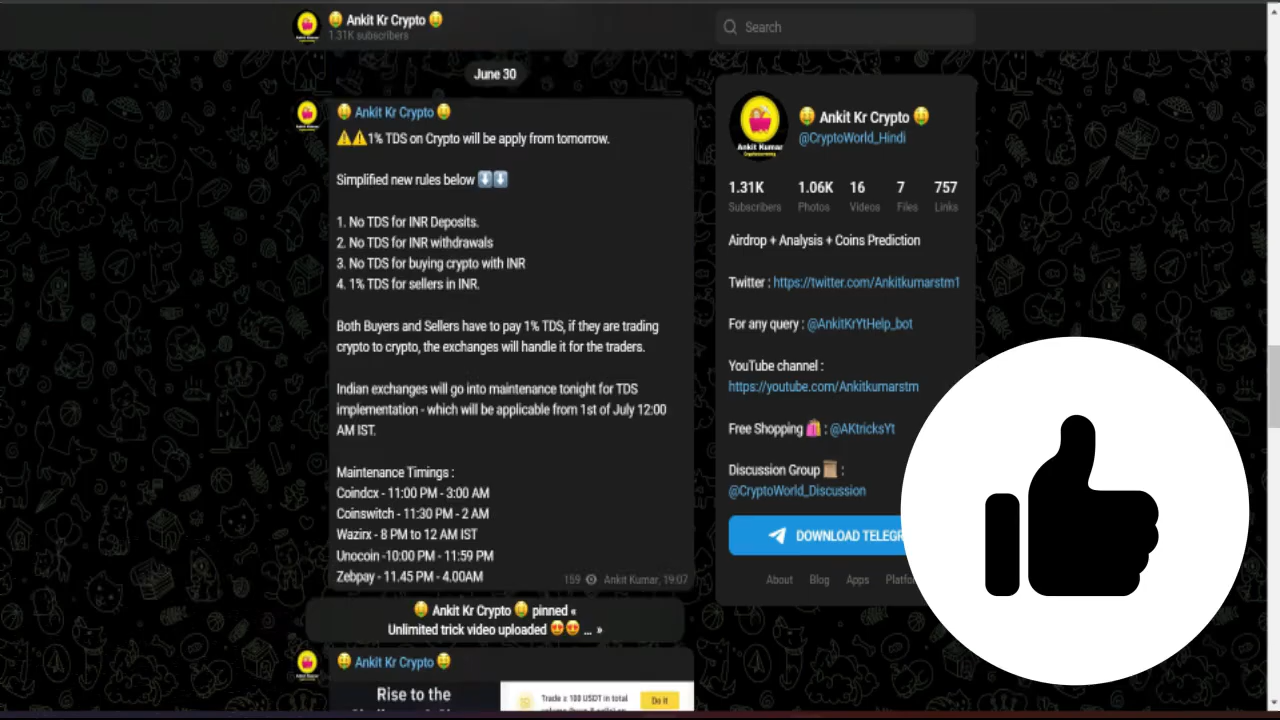 🤑 Ankit Kr Crypto 🤑
1.31K subscribers
Search
June 30
🤑 Ankit Kr Crypto 🤑
⚠️⚠️1% TDS on Crypto will be apply from tomorrow.
Simplified new rules below ⬇️⬇️
1. No TDS for INR Deposits.
2. No TDS for INR withdrawals
3. No TDS for buying crypto with INR
4. 1% TDS for sellers in INR.
Both Buyers and Sellers have to pay 1% TDS, if they are trading
crypto to crypto, the exchanges will handle it for the traders.
Indian exchanges will go into maintenance tonight for TDS
implementation - which will be applicable from 1st of July 12:00
AM IST.
Maintenance Timings :
Coindcx - 11:00 PM - 3:00 AM
Coinswitch - 11:30 PM - 2 AM
Wazirx - 8 PM to 12 AM IST
Unocoin -10:00 PM - 11:59 PM
Zebpay - 11.45 PM - 4.00AM
159 Ankit Kumar, 19:07
🤑 Ankit Kr Crypto 🤑 pinned «
Unlimited trick video uploaded 😍😍 ... »
🤑 Ankit Kr Crypto 🤑
Rise to the
Trade ≥ 100 USDT in total
Do it
Ankit Kumar
🤑 Ankit Kr Crypto 🤑
@CryptoWorld_Hindi
1.31K 1.06K 16 7 757
Subscribers Photos Videos Files Links
Airdrop + Analysis + Coins Prediction
Twitter : https://twitter.com/Ankitkumarstm1
For any query : @AnkitKrYtHelp_bot
YouTube channel :
https://youtube.com/Ankitkumarstm
Free Shopping 🛍️ : @AKtricksYt
Discussion Group 📜 :
@CryptoWorld_Discussion
DOWNLOAD TELEGR
About Blog Apps Platfo